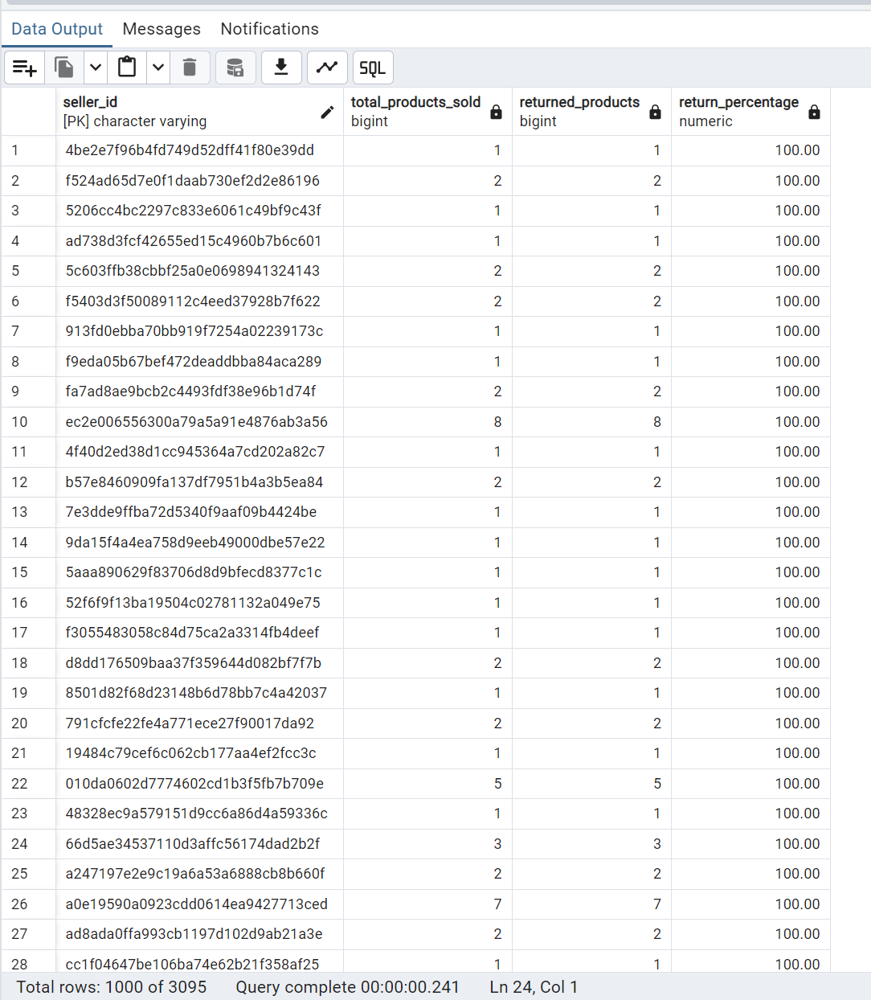 Data Output Messages Notifications
SQL
seller_id total_products_sold returned_products return_percentage
[PK] character varying bigint bigint numeric
1 4be2e7f96b4fd749d52dff41f80e39dd 1 1 100.00
2 f524ad65d7e0f1daab730ef2d2e86196 2 2 100.00
3 5206cc4bc2297c833e6061c49bf9c43f 1 1 100.00
4 ad738d3fcf42655ed15c4960b7b6c601 1 1 100.00
5 5c603ffb38cbbf25a0e0698941324143 2 2 100.00
6 f5403d3f50089112c4eed37928b7f622 2 2 100.00
7 913fd0ebba70bb919f7254a02239173c 1 1 100.00
8 f9eda05b67bef472deaddbba84aca289 1 1 100.00
9 fa7ad8ae9bcb2c4493fdf38e96b1d74f 2 2 100.00
10 ec2e006556300a79a5a91e4876ab3a56 8 8 100.00
11 4f40d2ed38d1cc945364a7cd202a82c7 1 1 100.00
12 b57e8460909fa137df7951b4a3b5ea84 2 2 100.00
13 7e3dde9ffba72d5340f9aaf09b4424be 1 1 100.00
14 9da15f4a4ea758d9eeb49000dbe57e22 1 1 100.00
15 5aaa890629f83706d8d9bfecd8377c1c 1 1 100.00
16 52f6f9f13ba19504c02781132a049e75 1 1 100.00
17 f3055483058c84d75ca2a3314fb4deef 1 1 100.00
18 d8dd176509baa37f359644d082bf7f7b 2 2 100.00
19 8501d82f68d23148b6d78bb7c4a42037 1 1 100.00
20 791cfcfe22fe4a771ece27f90017da92 2 2 100.00
21 19484c79cef6c062cb177aa4ef2fcc3c 1 1 100.00
22 010da0602d7774602cd1b3f5fb7b709e 5 5 100.00
23 48328ec9a579151d9cc6a86d4a59336c 1 1 100.00
24 66d5ae34537110d3affc56174dad2b2f 3 3 100.00
25 a247197e2e9c19a6a53a6888cb8b660f 2 2 100.00
26 a0e19590a0923cdd0614ea9427713ced 7 7 100.00
27 ad8ada0ffa993cb1197d102d9ab21a3e 2 2 100.00
28 cc1f04647be106ba74e62b21f358af25 1 1 100.00
Total rows: 1000 of 3095 Query complete 00:00:00.241 Ln 24, Col 1